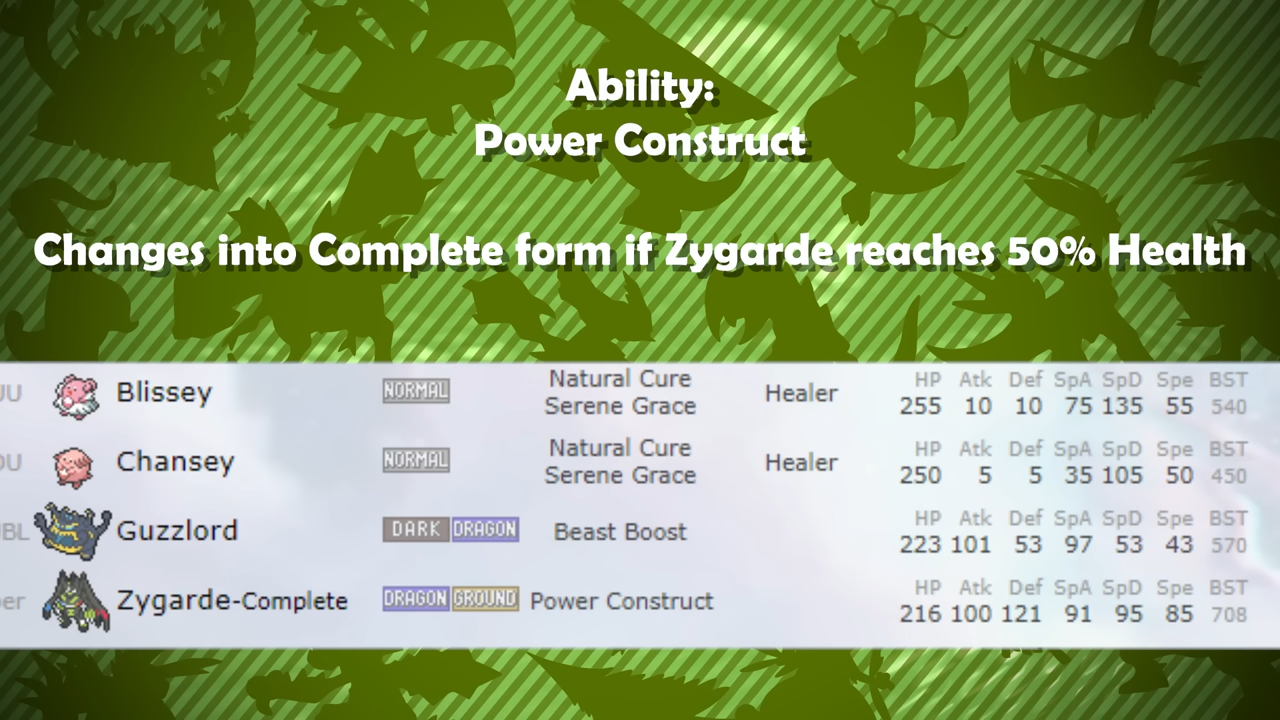 Ability:
Power Construct
Changes into Complete form if Zygarde reaches 50% Health
UU Blissey NORMAL Natural Cure Serene Grace Healer HP Atk Def SpA SpD Spe BST
255 10 10 75 135 55 540
OU Chansey NORMAL Natural Cure Serene Grace Healer HP Atk Def SpA SpD Spe BST
250 5 5 35 105 50 450
BL Guzzlord DARK DRAGON Beast Boost HP Atk Def SpA SpD Spe BST
223 101 53 97 53 43 570
er Zygarde-Complete DRAGON GROUND Power Construct HP Atk Def SpA SpD Spe BST
216 100 121 91 95 85 708